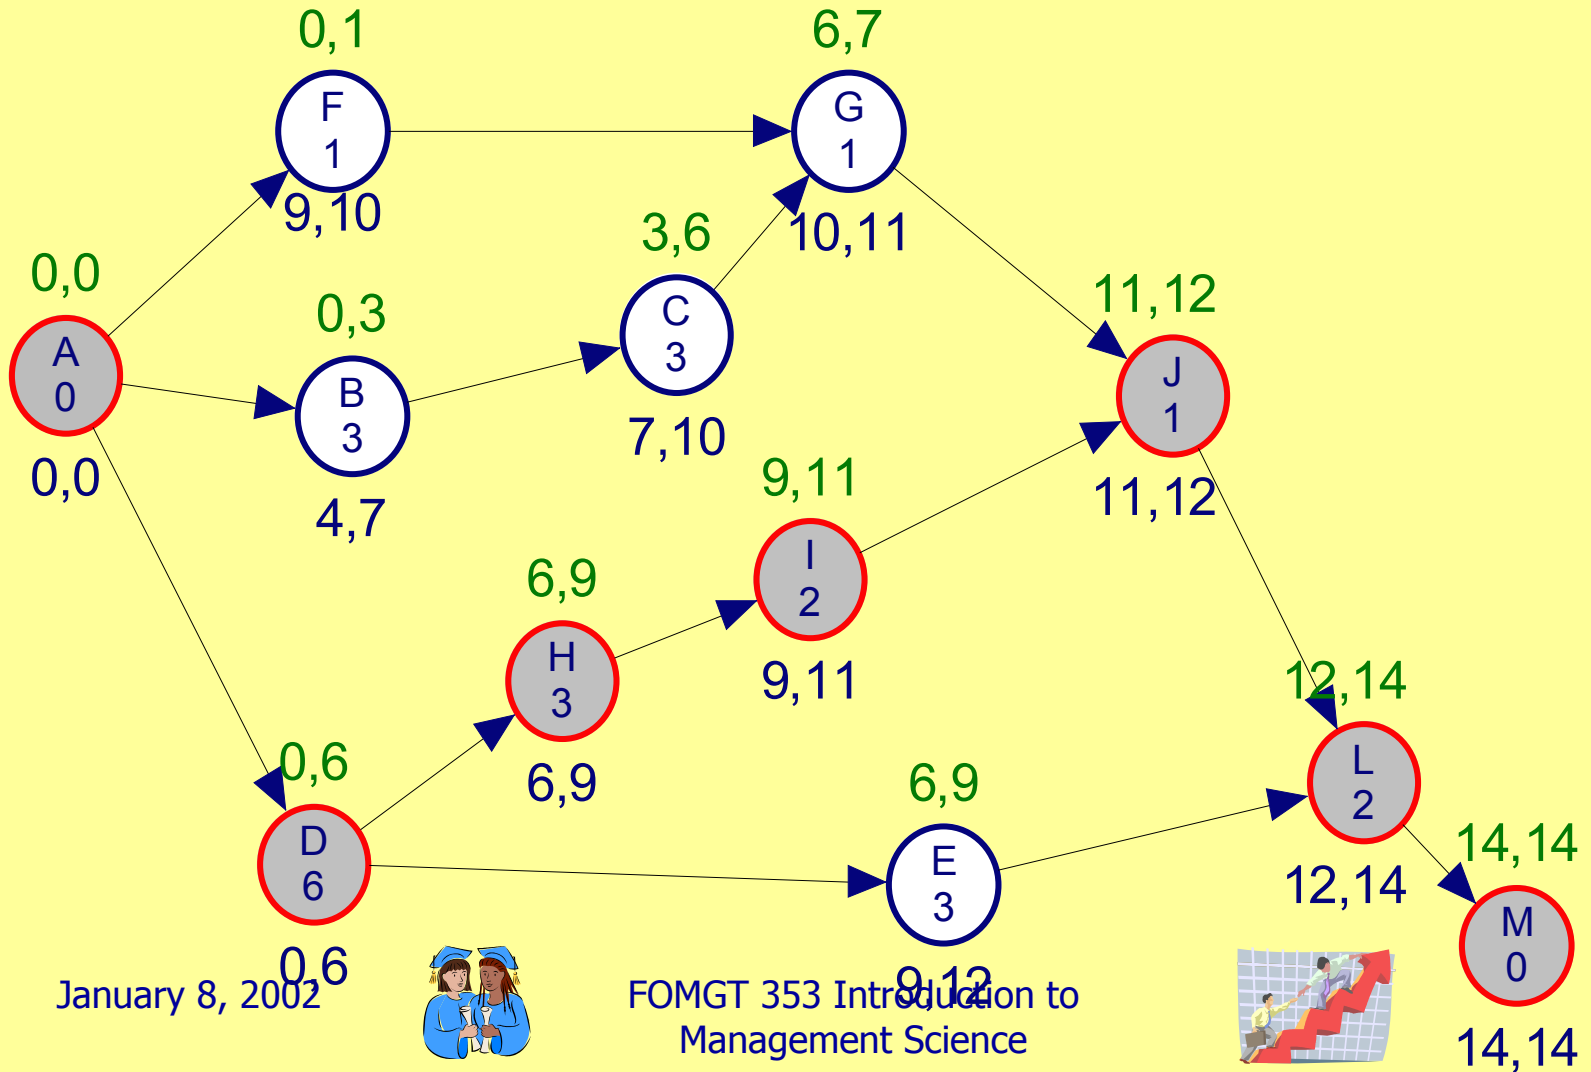 0,1
F
1
9,10
6,7
G
1
10,11
0,0
A
0
0,0
0,3
B
3
4,7
3,6
C
3
7,10
11,12
J
1
11,12
9,11
I
2
9,11
6,9
H
3
6,9
0,6
D
6
0,6
6,9
E
3
9,12
12,14
L
2
12,14
14,14
M
0
14,14
January 8, 2002
FOMGT 353 Introduction to
Management Science